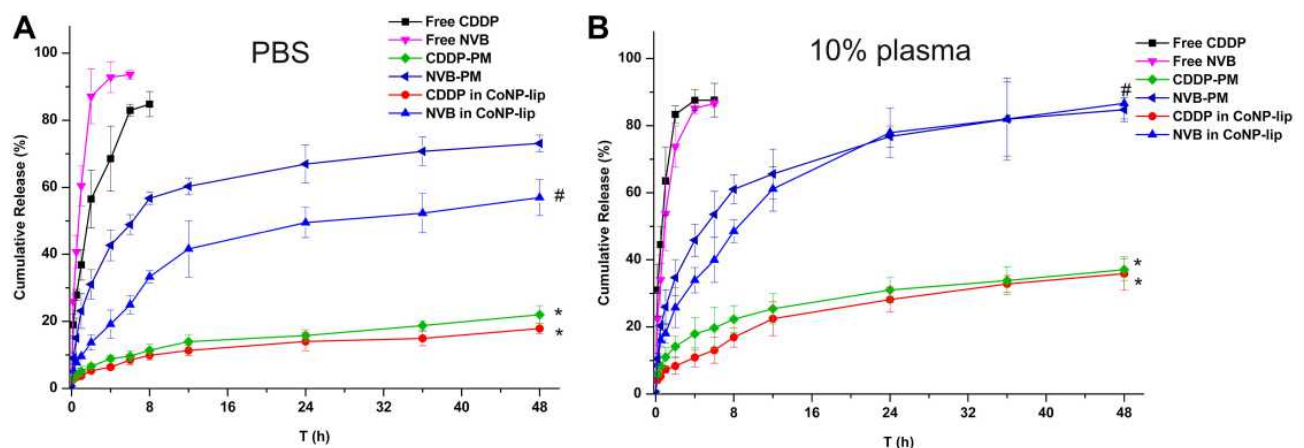 A
PBS
Free CDDP
Free NVB
CDDP-PM
NVB-PM
CDDP in CoNP-lip
NVB in CoNP-lip
Cumulative Release (%)
100
80
60
40
20
0
#
*
*
0 8 16 24 32 40 48
T (h)
B
10% plasma
Free CDDP
Free NVB
CDDP-PM
NVB-PM
CDDP in CoNP-lip
NVB in CoNP-lip
Cumulative Release (%)
100
80
60
40
20
0
#
*
*
0 8 16 24 32 40 48
T (h)